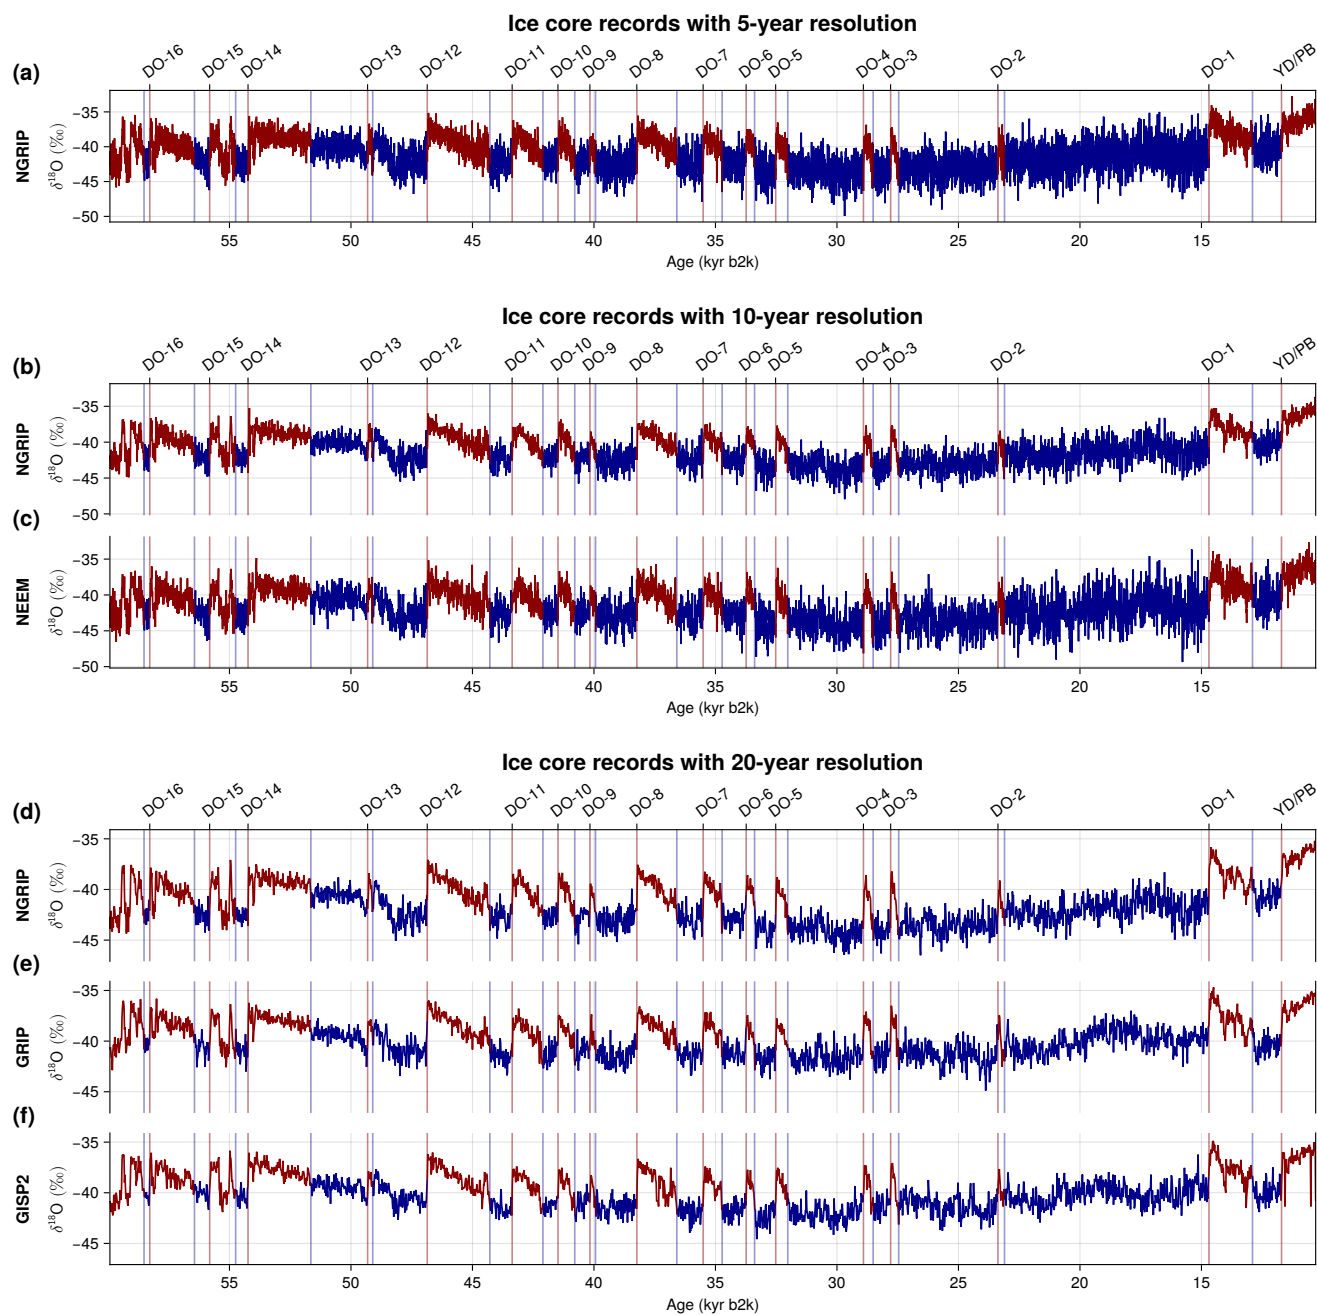 Ice core records with 5-year resolution
DO-16 DO-15 DO-14 DO-13 DO-12 DO-11 DO-10 DO-9 DO-8 DO-7 DO-6 DO-5 DO-4 DO-3 DO-2 DO-1 YD/PB
(a)
NGRIP
δ¹⁸O (‰)
−35
−40
−45
−50
55 50 45 40 35 30 25 20 15
Age (kyr b2k)
Ice core records with 10-year resolution
DO-16 DO-15 DO-14 DO-13 DO-12 DO-11 DO-10 DO-9 DO-8 DO-7 DO-6 DO-5 DO-4 DO-3 DO-2 DO-1 YD/PB
(b)
NGRIP
δ¹⁸O (‰)
−35
−40
−45
−50
(c)
NEEM
δ¹⁸O (‰)
−35
−40
−45
−50
55 50 45 40 35 30 25 20 15
Age (kyr b2k)
Ice core records with 20-year resolution
DO-16 DO-15 DO-14 DO-13 DO-12 DO-11 DO-10 DO-9 DO-8 DO-7 DO-6 DO-5 DO-4 DO-3 DO-2 DO-1 YD/PB
(d)
NGRIP
δ¹⁸O (‰)
−35
−40
−45
(e)
GRIP
δ¹⁸O (‰)
−35
−40
−45
(f)
GISP2
δ¹⁸O (‰)
−35
−40
−45
55 50 45 40 35 30 25 20 15
Age (kyr b2k)